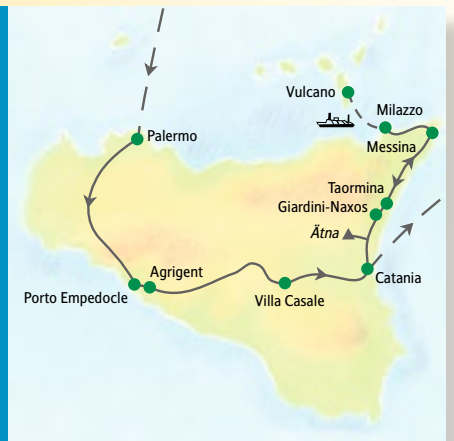 Vulcano
Milazzo
Palermo
Messina
Taormina
Giardini-Naxos
Ätna
Agrigent
Catania
Porto Empedocle
Villa Casale